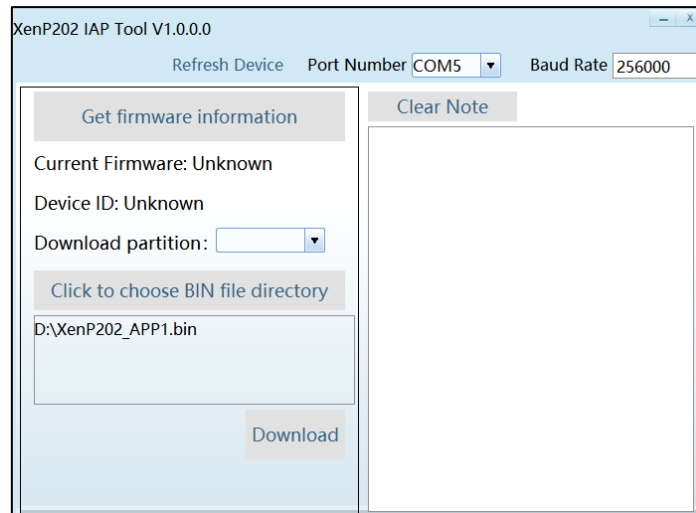 XenP202 IAP Tool V1.0.0.0
Refresh Device Port Number COM5 Baud Rate 256000
Get firmware information
Clear Note
Current Firmware: Unknown
Device ID: Unknown
Download partition:
Click to choose BIN file directory
D:\XenP202_APP1.bin
Download